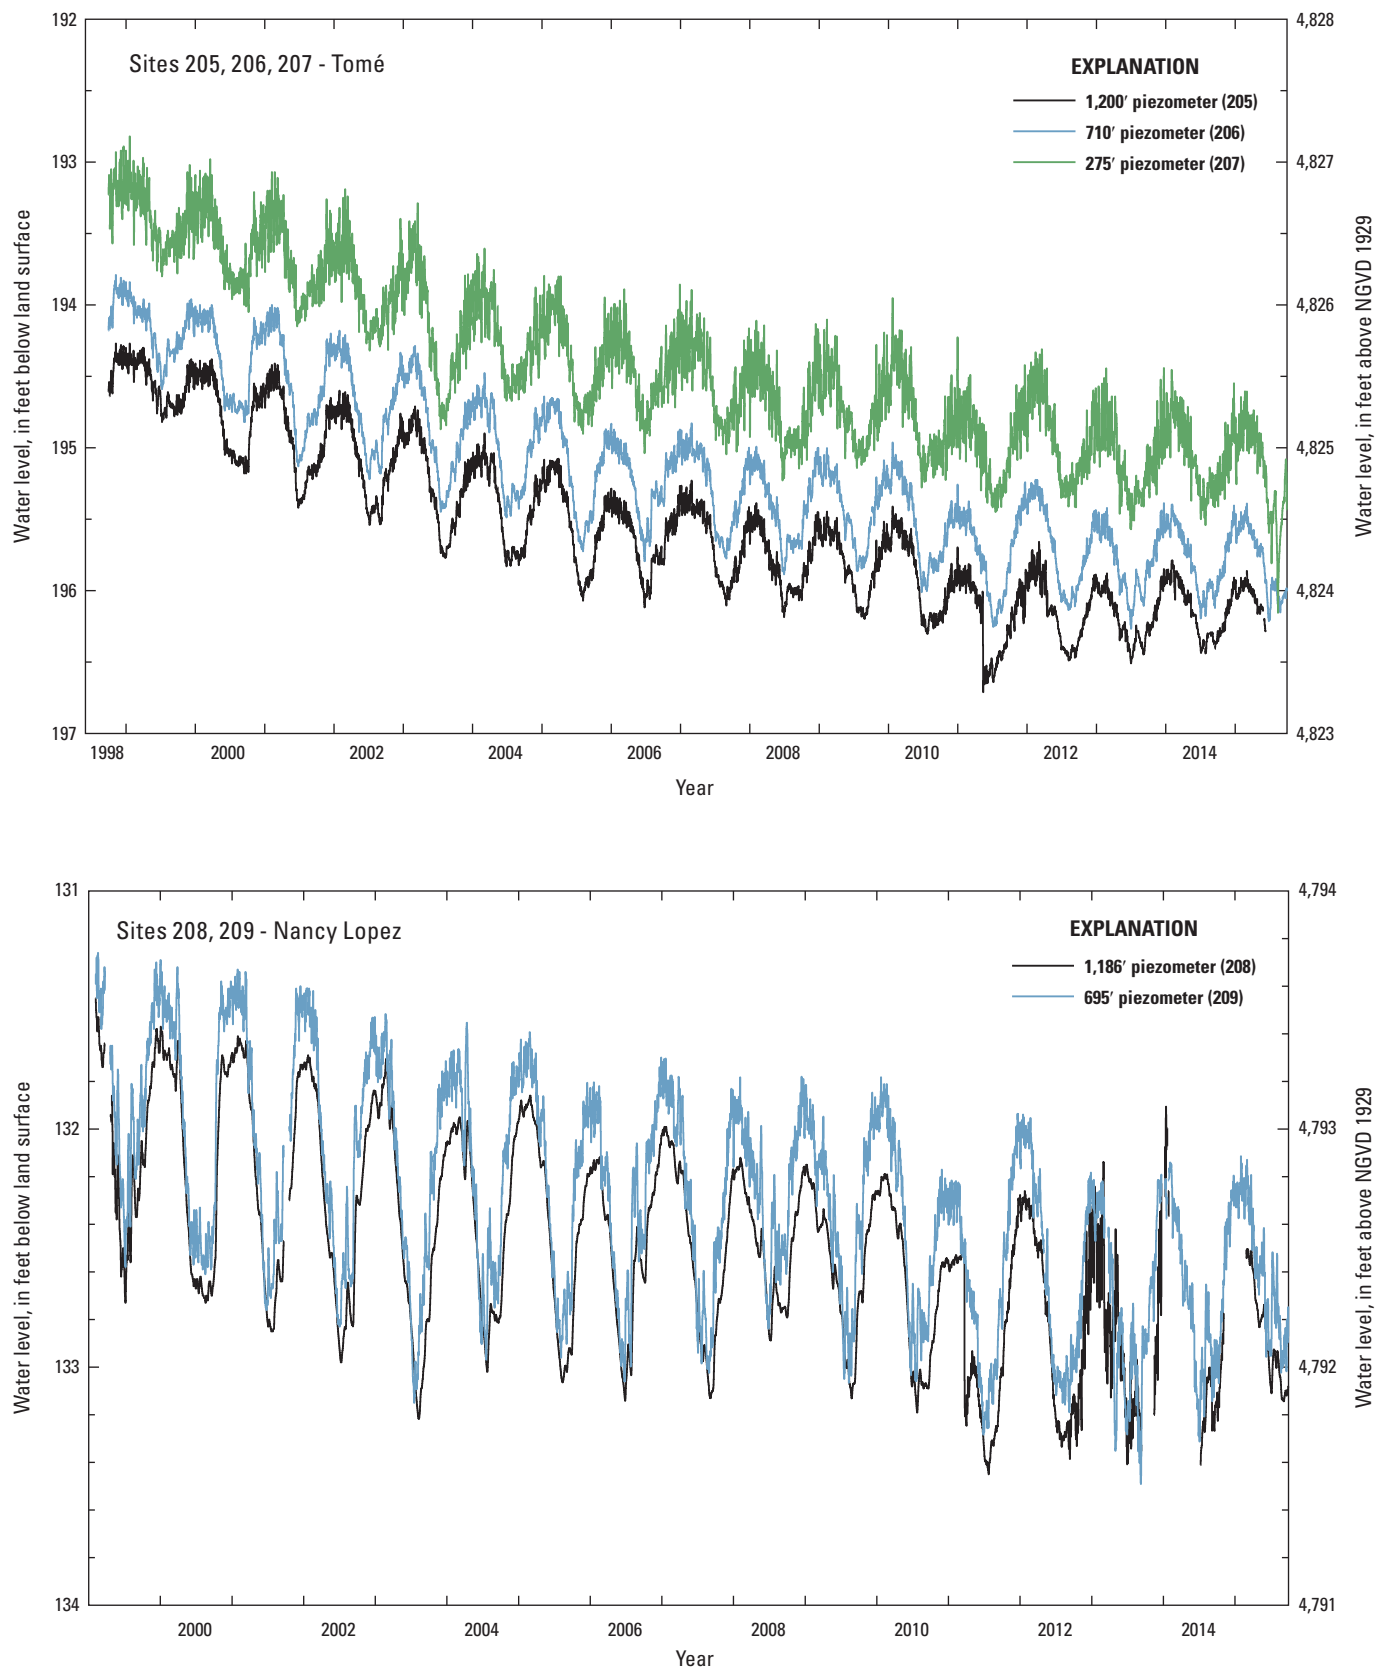 Sites 205, 206, 207 - Tomé
EXPLANATION
1,200′ piezometer (205)
710′ piezometer (206)
275′ piezometer (207)
Water level, in feet below land surface
192
193
194
195
196
197
Water level, in feet above NGVD 1929
4,828
4,827
4,826
4,825
4,824
4,823
1998 2000 2002 2004 2006 2008 2010 2012 2014
Year
Sites 208, 209 - Nancy Lopez
EXPLANATION
1,186′ piezometer (208)
695′ piezometer (209)
Water level, in feet below land surface
131
132
133
134
Water level, in feet above NGVD 1929
4,794
4,793
4,792
4,791
2000 2002 2004 2006 2008 2010 2012 2014
Year